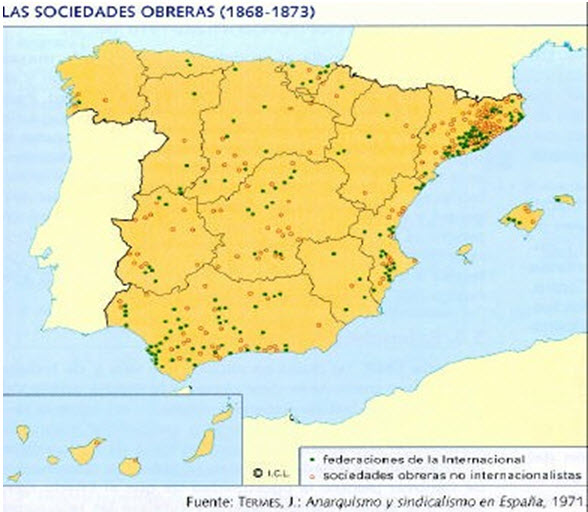 LAS SOCIEDADES OBRERAS (1868-1873)
federaciones de la Internacional
© I.C.L.
sociedades obreras no internacionalistas
Fuente: TERMES, J.: Anarquismo y sindicalismo en España, 1971